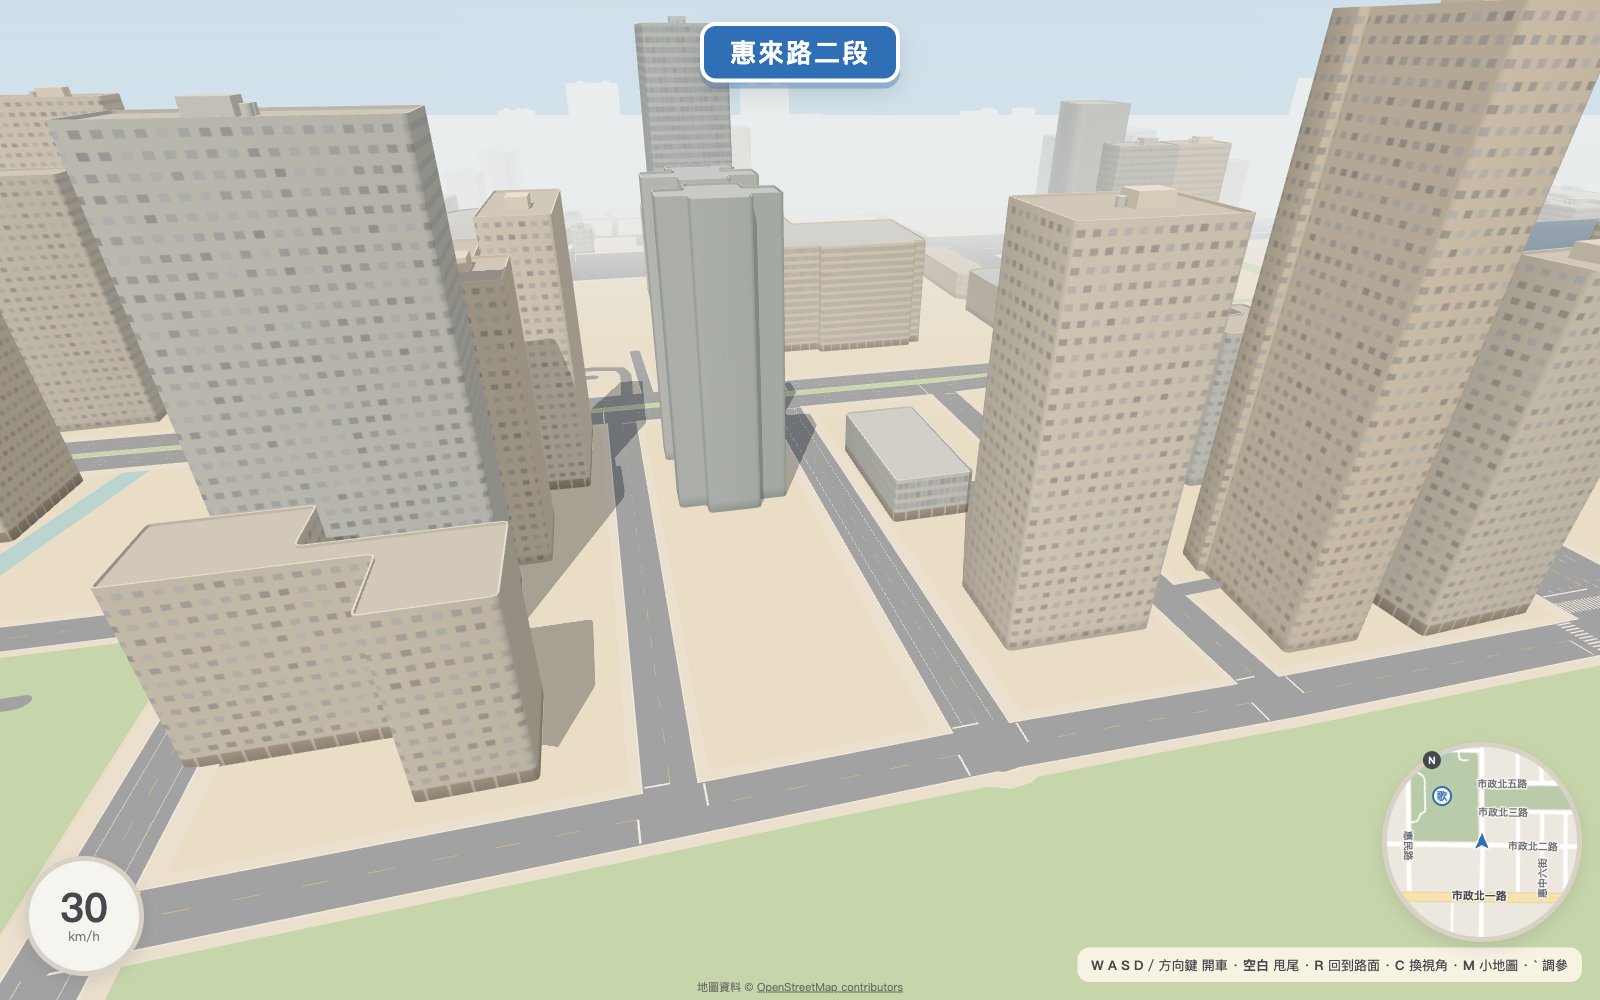 惠來路二段
N
市政北五路
歌
市政北三路
惠民路
市政北二路
惠中六街
市政北一路
30
km/h
W A S D / 方向鍵 開車 · 空白 甩尾 · R 回到路面 · C 換視角 · M 小地圖 · ` 調參
地圖資料 © OpenStreetMap contributors